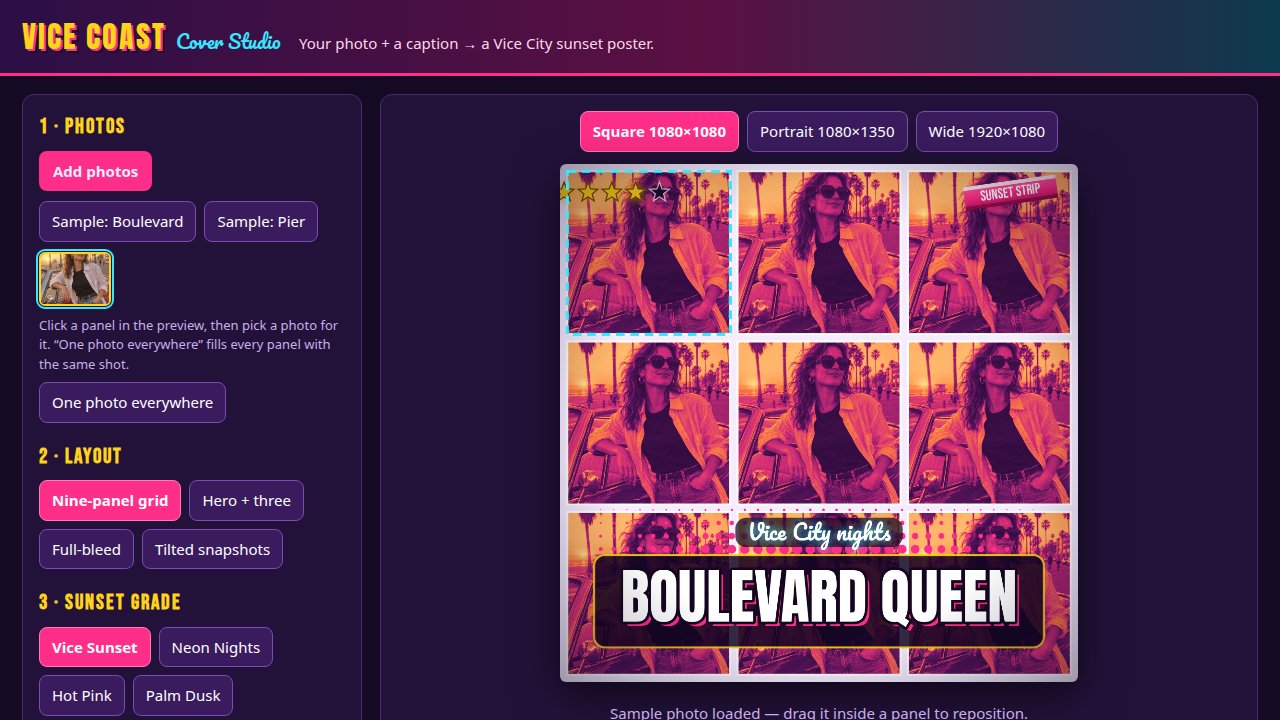 VICE COAST Cover Studio Your photo + a caption → a Vice City sunset poster.
1 · PHOTOS
Add photos
Sample: Boulevard Sample: Pier
Click a panel in the preview, then pick a photo for
it. “One photo everywhere” fills every panel with
the same shot.
One photo everywhere
2 · LAYOUT
Nine-panel grid Hero + three
Full-bleed Tilted snapshots
3 · SUNSET GRADE
Vice Sunset Neon Nights
Hot Pink Palm Dusk
Square 1080×1080 Portrait 1080×1350 Wide 1920×1080
SUNSET STRIP
Vice City nights
BOULEVARD QUEEN
Sample photo loaded — drag it inside a panel to reposition.